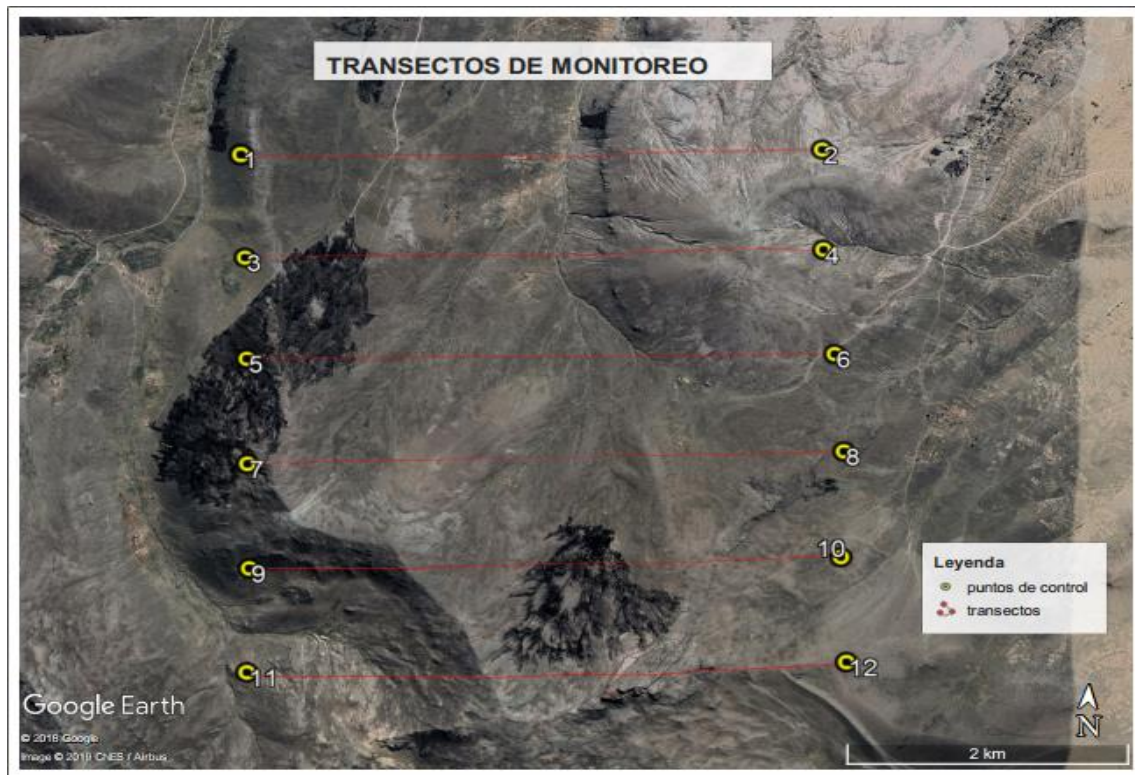 TRANSECTOS DE MONITOREO
1
2
3
4
5
6
7
8
9
10
11
12
Leyenda
puntos de control
transectos
Google Earth
© 2018 Google
Image © 2019 CNES / Airbus
N
2 km